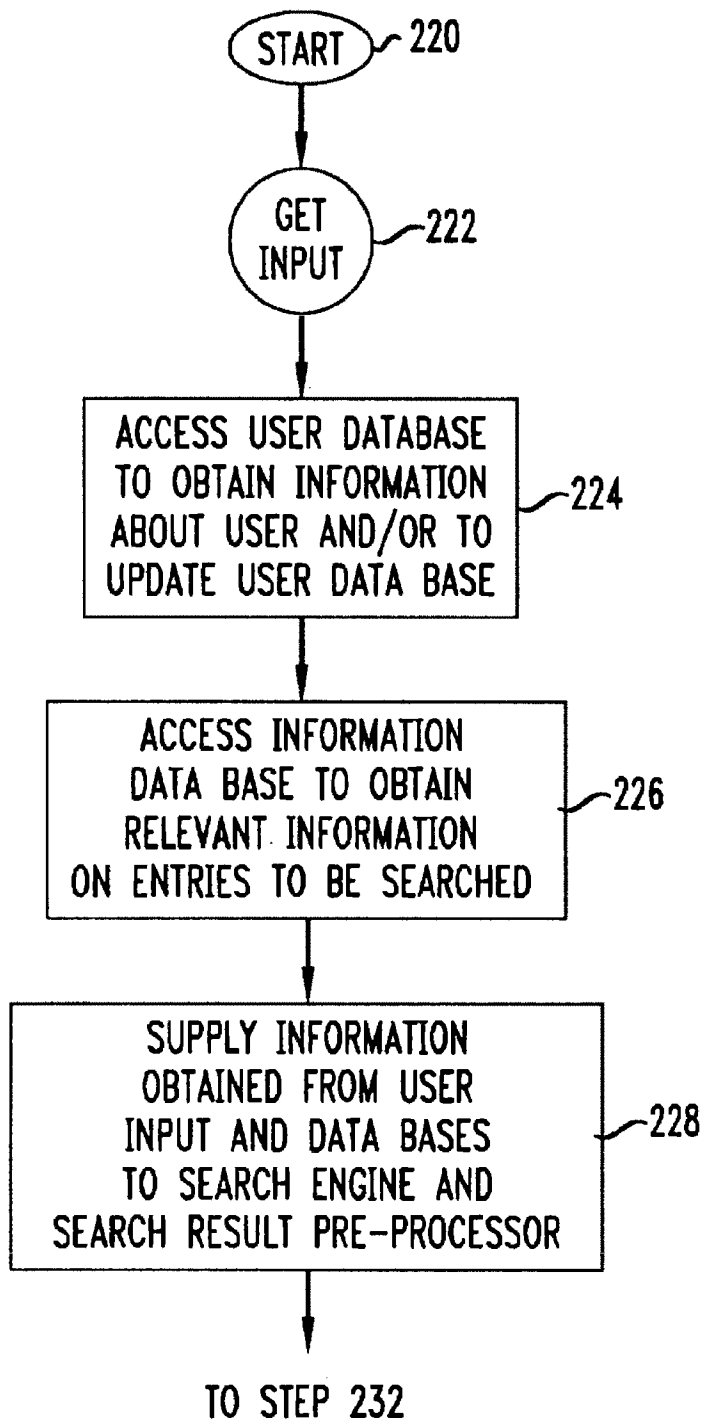 START 220
GET
INPUT 222
ACCESS USER DATABASE
TO OBTAIN INFORMATION
ABOUT USER AND/OR TO
UPDATE USER DATA BASE
224
ACCESS INFORMATION
DATA BASE TO OBTAIN
RELEVANT INFORMATION
ON ENTRIES TO BE SEARCHED
226
SUPPLY INFORMATION
OBTAINED FROM USER
INPUT AND DATA BASES
TO SEARCH ENGINE AND
SEARCH RESULT PRE-PROCESSOR
228
TO STEP 232